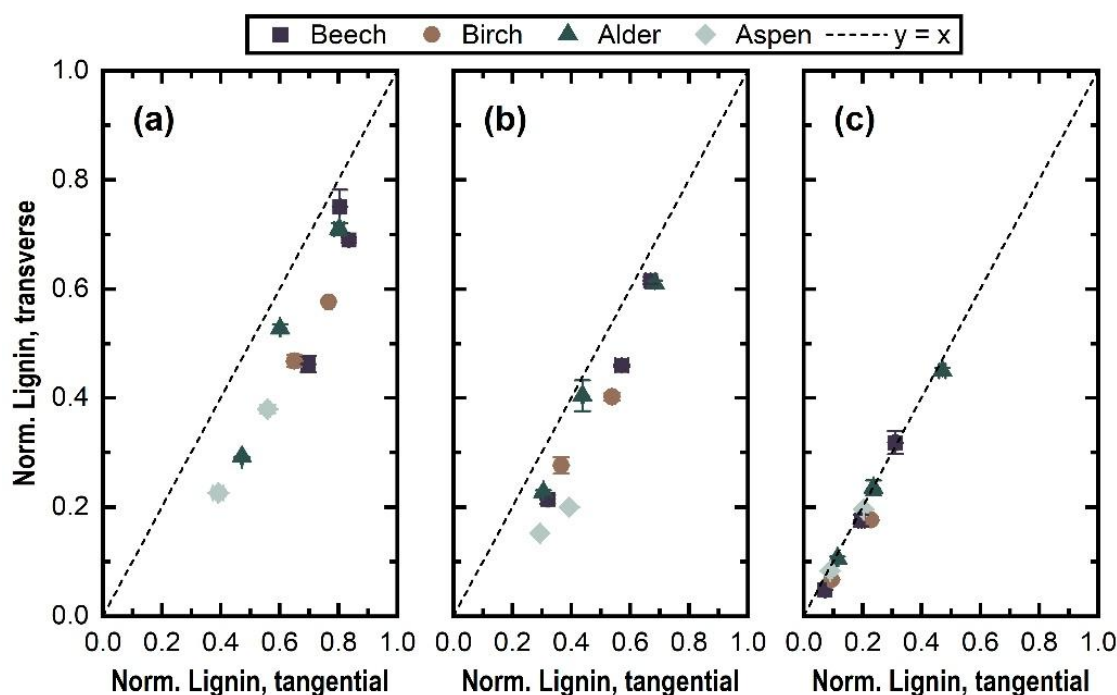 Beech Birch Alder Aspen y = x
(a) (b) (c)
1.0
0.8
0.6
0.4
0.2
0.0
Norm. Lignin, transverse
0.0 0.2 0.4 0.6 0.8 1.0 0.0 0.2 0.4 0.6 0.8 1.0 0.0 0.2 0.4 0.6 0.8 1.0
Norm. Lignin, tangential Norm. Lignin, tangential Norm. Lignin, tangential